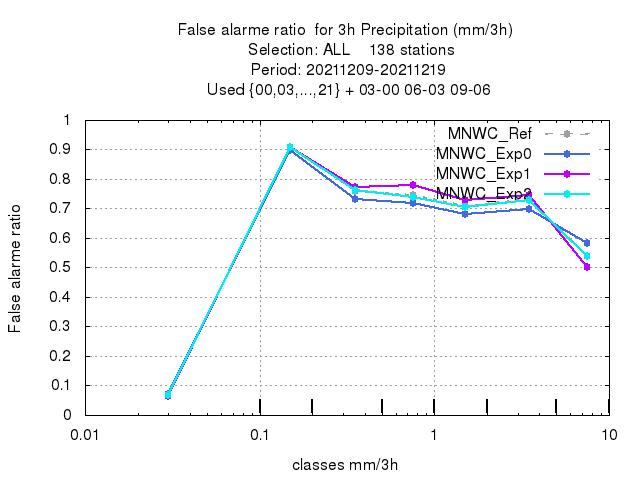 False alarme ratio  for 3h Precipitation (mm/3h)
Selection: ALL    138 stations
Period: 20211209-20211219
Used {00,03,...,21} + 03-00 06-03 09-06
1
0.9
0.8
0.7
0.6
0.5
0.4
0.3
0.2
0.1
0
False alarme ratio
MNWC_Ref
MNWC_Exp0
MNWC_Exp1
MNWC_Exp2
0.01
0.1
1
10
classes mm/3h